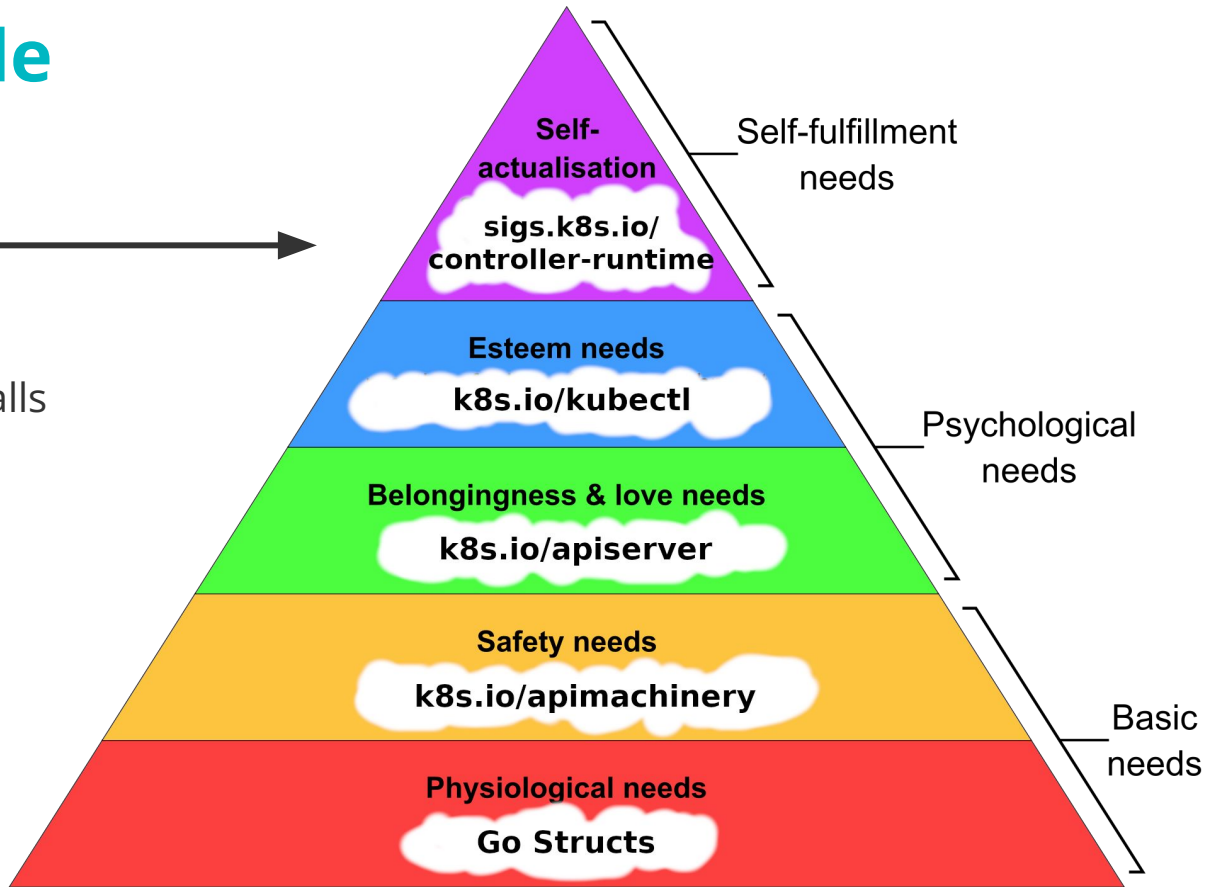 le
Self-
actualisation
sigs.k8s.io/
controller-runtime
Self-fulfillment
needs
Esteem needs
k8s.io/kubectl
alls
Psychological
needs
Belongingness & love needs
k8s.io/apiserver
Safety needs
k8s.io/apimachinery
Basic
needs
Physiological needs
Go Structs